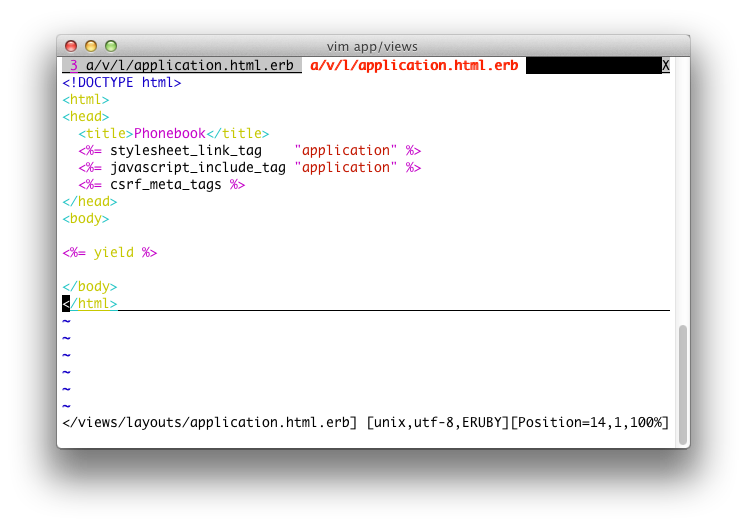 vim app/views
3 a/v/l/application.html.erb  a/v/l/application.html.erb X
<!DOCTYPE html>
<html>
<head>
  <title>Phonebook</title>
  <%= stylesheet_link_tag    "application" %>
  <%= javascript_include_tag "application" %>
  <%= csrf_meta_tags %>
</head>
<body>

<%= yield %>

</body>
</html>
~
~
~
~
~
~
</views/layouts/application.html.erb] [unix,utf-8,ERUBY][Position=14,1,100%]